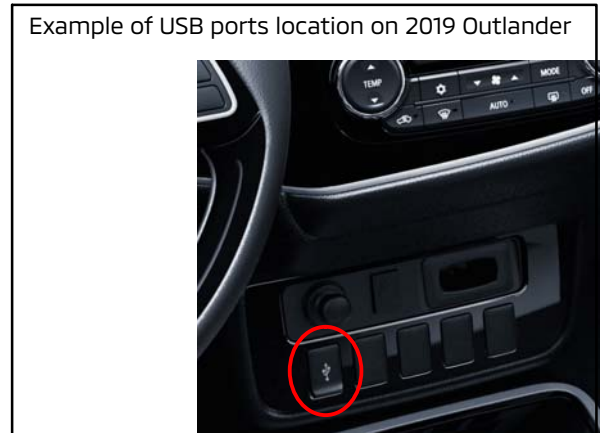 Example of USB ports location on 2019 Outlander
TEMP
MODE
AUTO
OFF